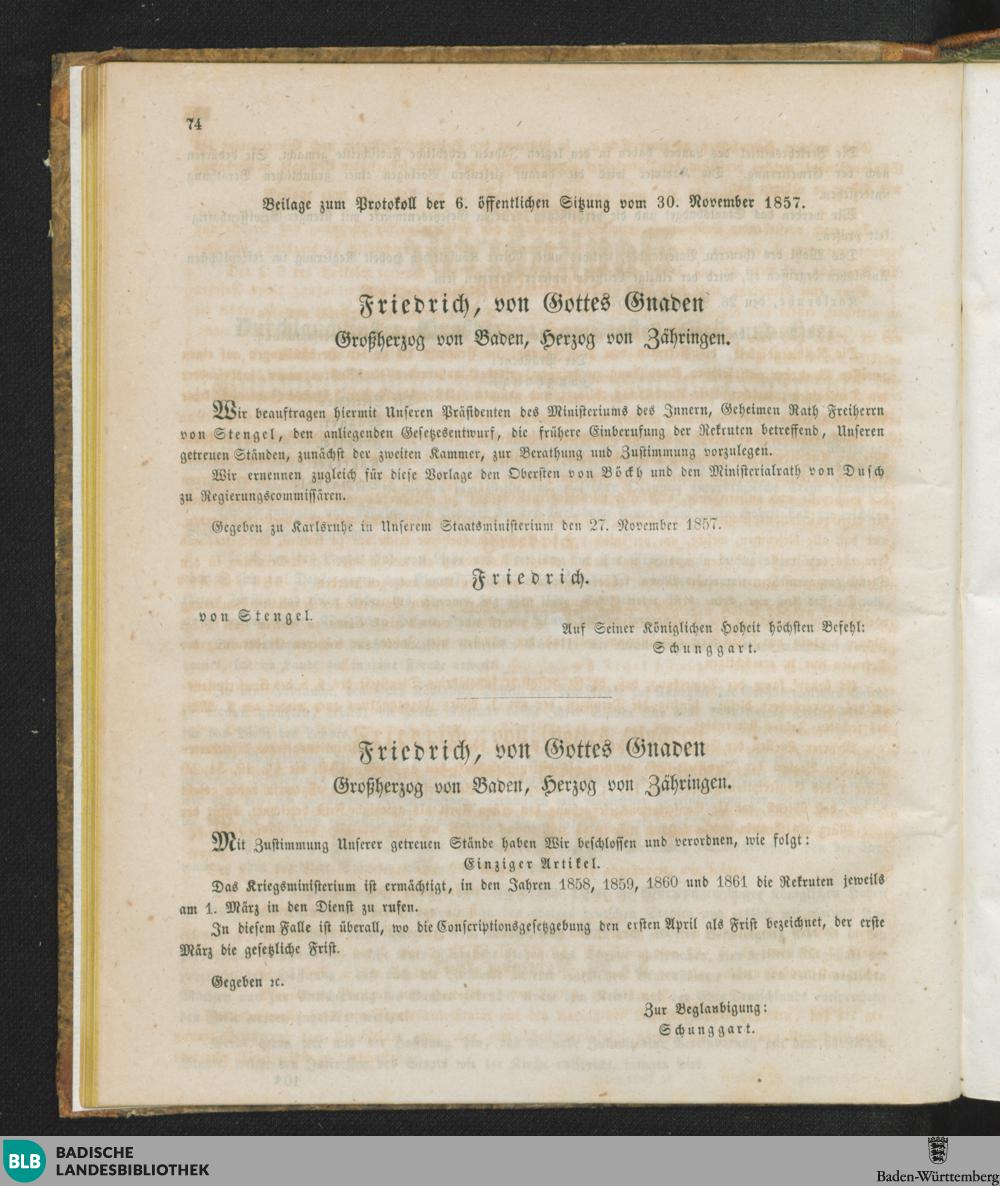 74
Beilage zum Protokoll der 6. öffentlichen Sitzung vom 30. November 1857.
Friedrich, von Gottes Gnaden
Großherzog von Baden, Herzog von Zähringen.
Wir beauftragen hiermit Unseren Präsidenten des Ministeriums des Innern, Geheimen Rath Freiherrn
von Stengel, den anliegenden Gesetzesentwurf, die frühere Einberufung der Rekruten betreffend, Unseren
getreuen Ständen, zunächst der zweiten Kammer, zur Berathung und Zustimmung vorzulegen.
Wir ernennen zugleich für diese Vorlage den Obersten von Böckh und den Ministerialrath von Dusch
zu Regierungscommissären.
Gegeben zu Karlsruhe in Unserem Staatsministerium den 27. November 1857.
Friedrich.
von Stengel.
Auf Seiner Königlichen Hoheit höchsten Befehl:
Schunggart.
Friedrich, von Gottes Gnaden
Großherzog von Baden, Herzog von Zähringen.
Mit Zustimmung Unserer getreuen Stände haben Wir beschlossen und verordnen, wie folgt:
Einziger Artikel.
Das Kriegsministerium ist ermächtigt, in den Jahren 1858, 1859, 1860 und 1861 die Rekruten jeweils
am 1. März in den Dienst zu rufen.
In diesem Falle ist überall, wo die Conscriptionsgesetzgebung den ersten April als Frist bezeichnet, der erste
März die gesetzliche Frist.
Gegeben ꝛc.
Zur Beglaubigung:
Schunggart.
BLB BADISCHE
LANDESBIBLIOTHEK
Baden-Württemberg